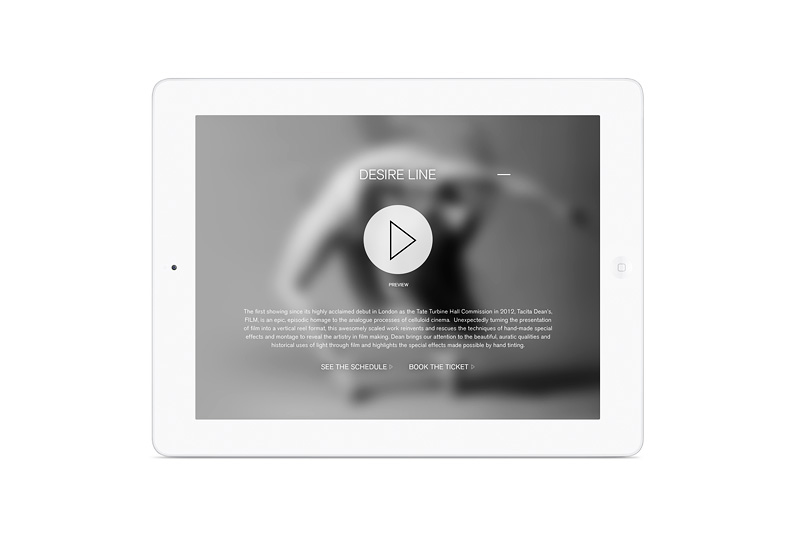 DESIRE LINE
PREVIEW
The first showing since its highly acclaimed debut in London as the Tate Turbine Hall Commission in 2012, Tacita Dean's,
FILM, is an epic, episodic homage to the analogue processes of celluloid cinema. Unexpectedly turning the presentation
of film into a vertical reel format, this awesomely scaled work reinvents and rescues the techniques of hand-made special
effects and montage to reveal the artistry in film making. Dean brings our attention to the beautiful, auratic qualities and
historical uses of light through film and highlights the special effects made possible by hand tinting.
SEE THE SCHEDULE BOOK THE TICKET